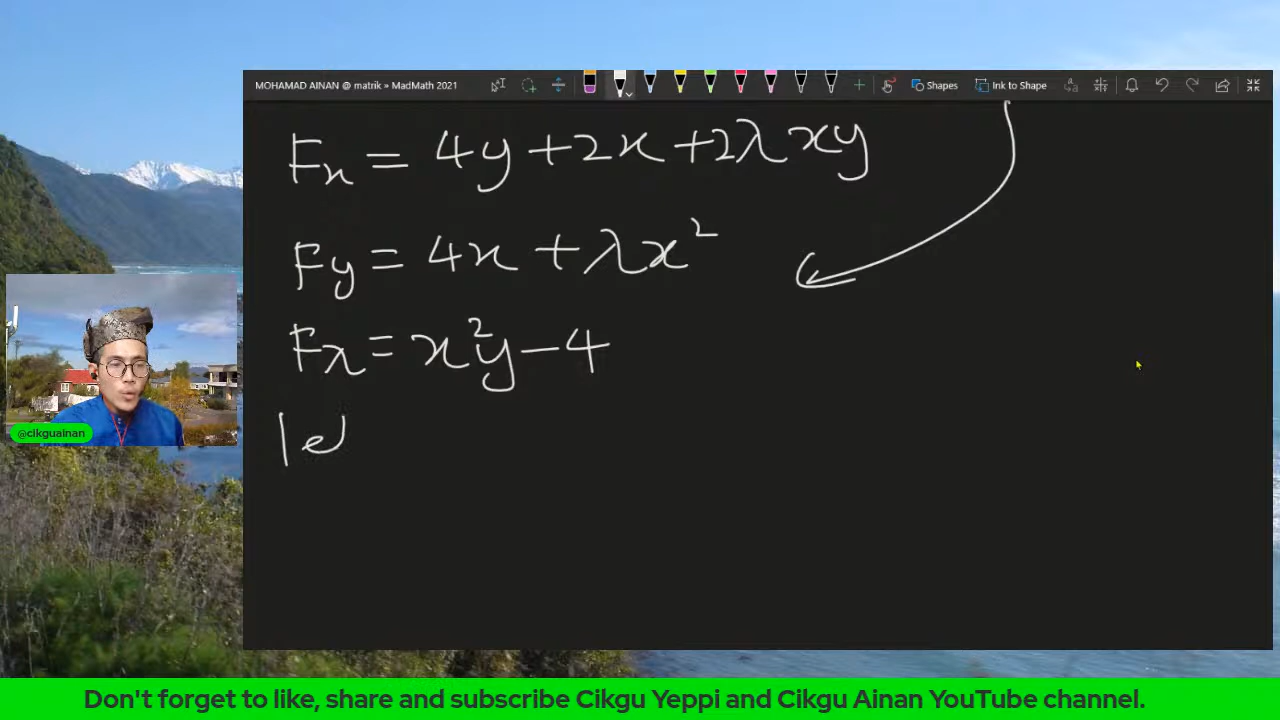 MOHAMAD AINAN @ matrik » MadMath 2021
Shapes
Ink to Shape
Fx = 4y + 2x + 2λxy
Fy = 4x + λx²
Fλ = x²y - 4
@cikguainan
Don't forget to like, share and subscribe Cikgu Yeppi and Cikgu Ainan YouTube channel.